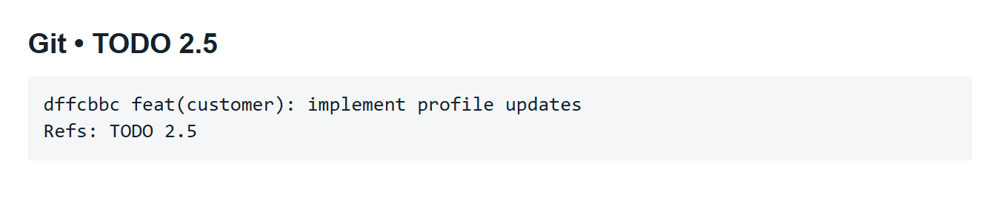 Git • TODO 2.5
dffcbbc feat(customer): implement profile updates
Refs: TODO 2.5